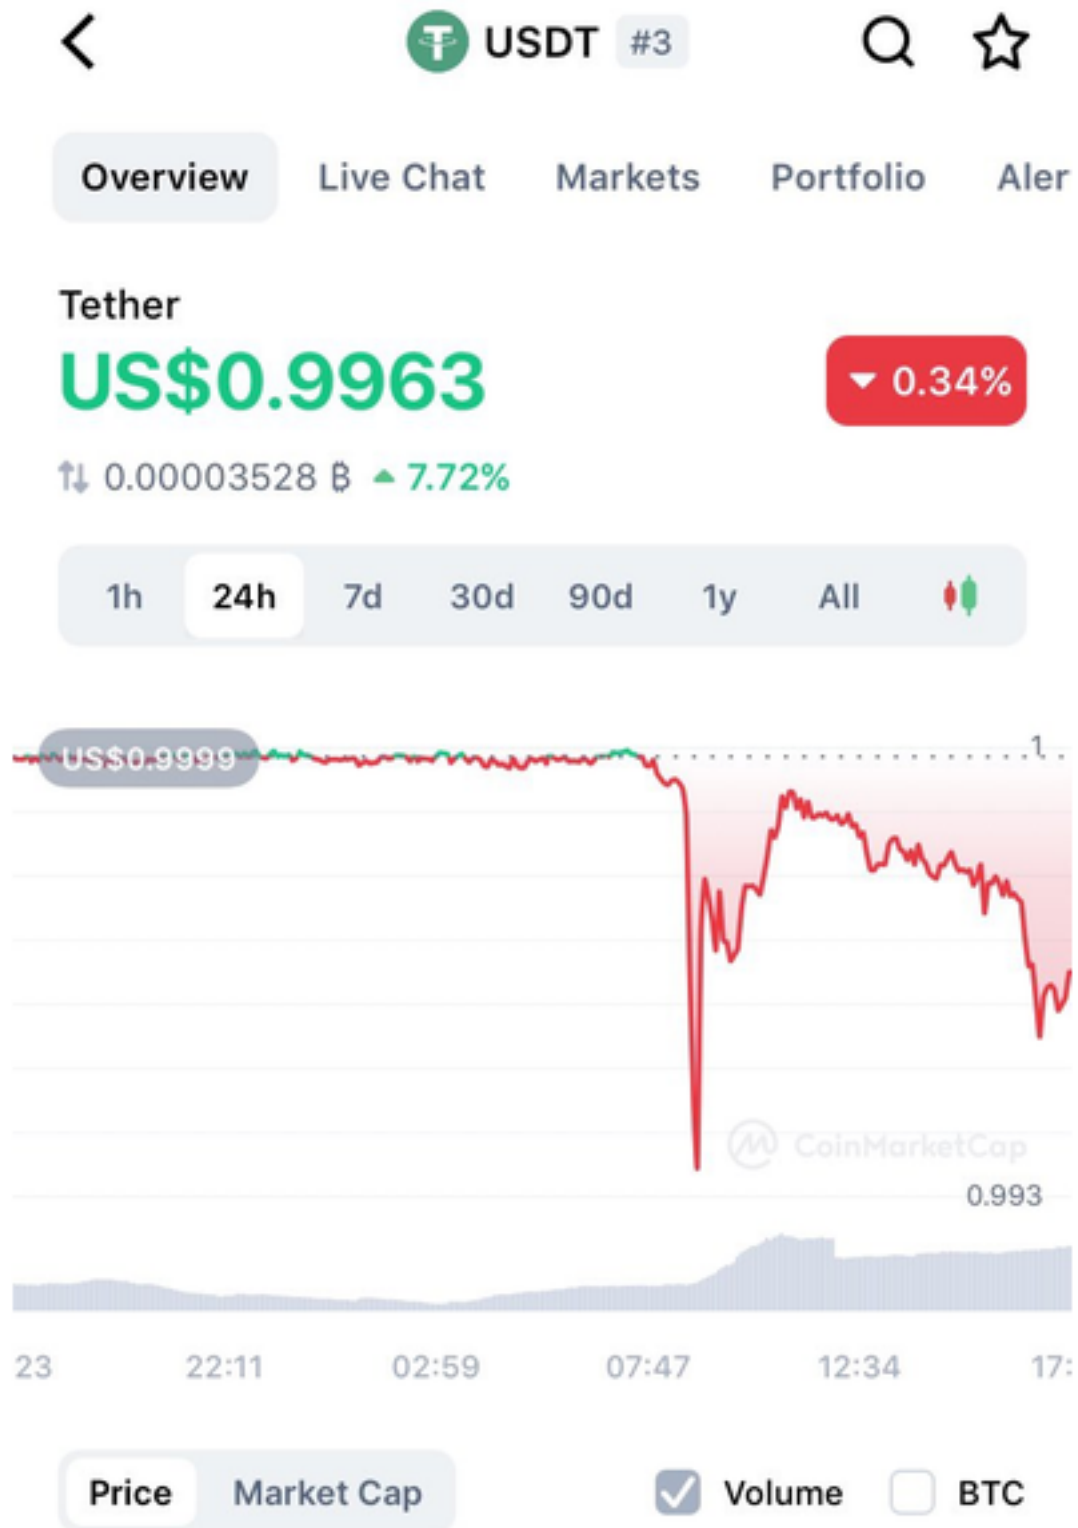 USDT #3
Overview Live Chat Markets Portfolio Aler
Tether
US$0.9963
0.34%
0.00003528 ₿ 7.72%
1h 24h 7d 30d 90d 1y All
US$0.9999
1
CoinMarketCap
0.993
23 22:11 02:59 07:47 12:34 17:
Price Market Cap Volume BTC